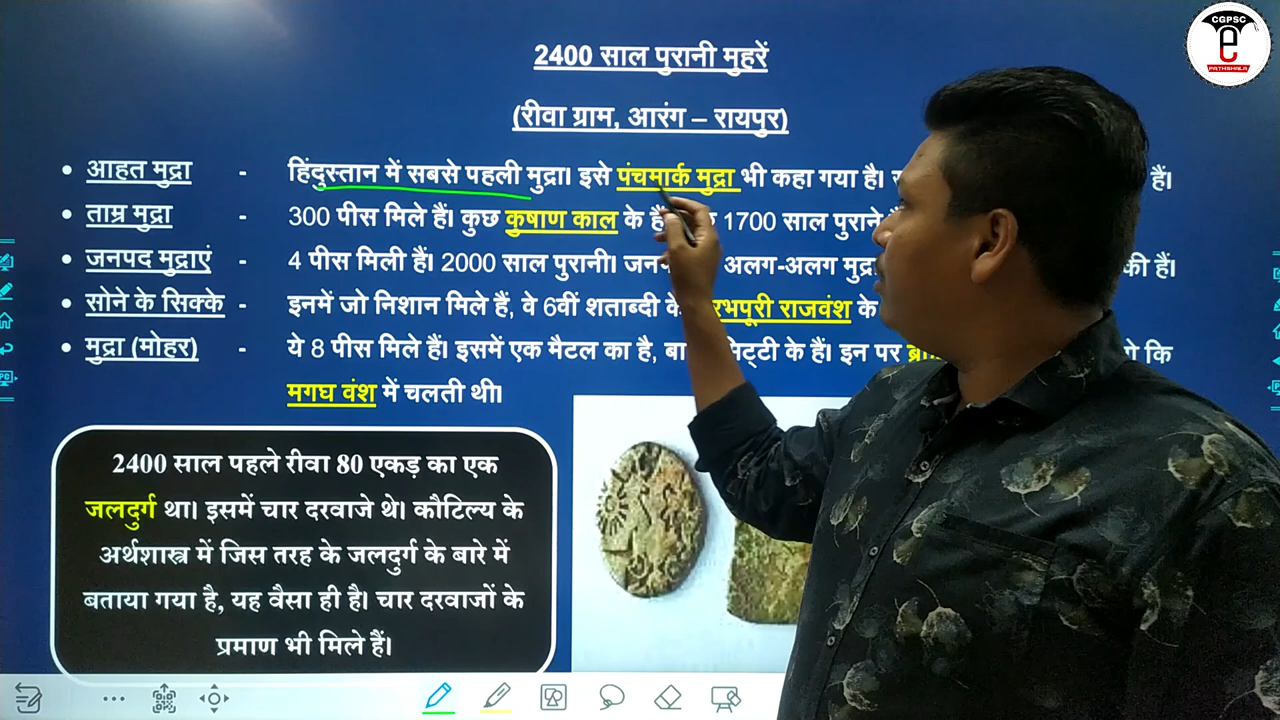 CGPSC
e
PATHSHALA
2400 साल पुरानी मुहरें
(रीवा ग्राम, आरंग – रायपुर)
• आहत मुद्रा - हिंदुस्तान में सबसे पहली मुद्रा। इसे पंचमार्क मुद्रा भी कहा गया है। हैं।
• ताम्र मुद्रा - 300 पीस मिले हैं। कुछ कुषाण काल के 1700 साल पुराने
• जनपद मुद्राएं - 4 पीस मिली हैं। 2000 साल पुरानी। अलग-अलग की हैं।
• सोने के सिक्के - इनमें जो निशान मिले हैं, वे 6वीं शताब्दी के राजवंश के
• मुद्रा (मोहर) - ये 8 पीस मिले हैं। इसमें एक मैटल का है, के हैं। इन पर कि
मगघ वंश में चलती थी।
2400 साल पहले रीवा 80 एकड़ का एक
जलदुर्ग था। इसमें चार दरवाजे थे। कौटिल्य के
अर्थशास्त्र में जिस तरह के जलदुर्ग के बारे में
बताया गया है, यह वैसा ही है। चार दरवाजों के
प्रमाण भी मिले हैं।